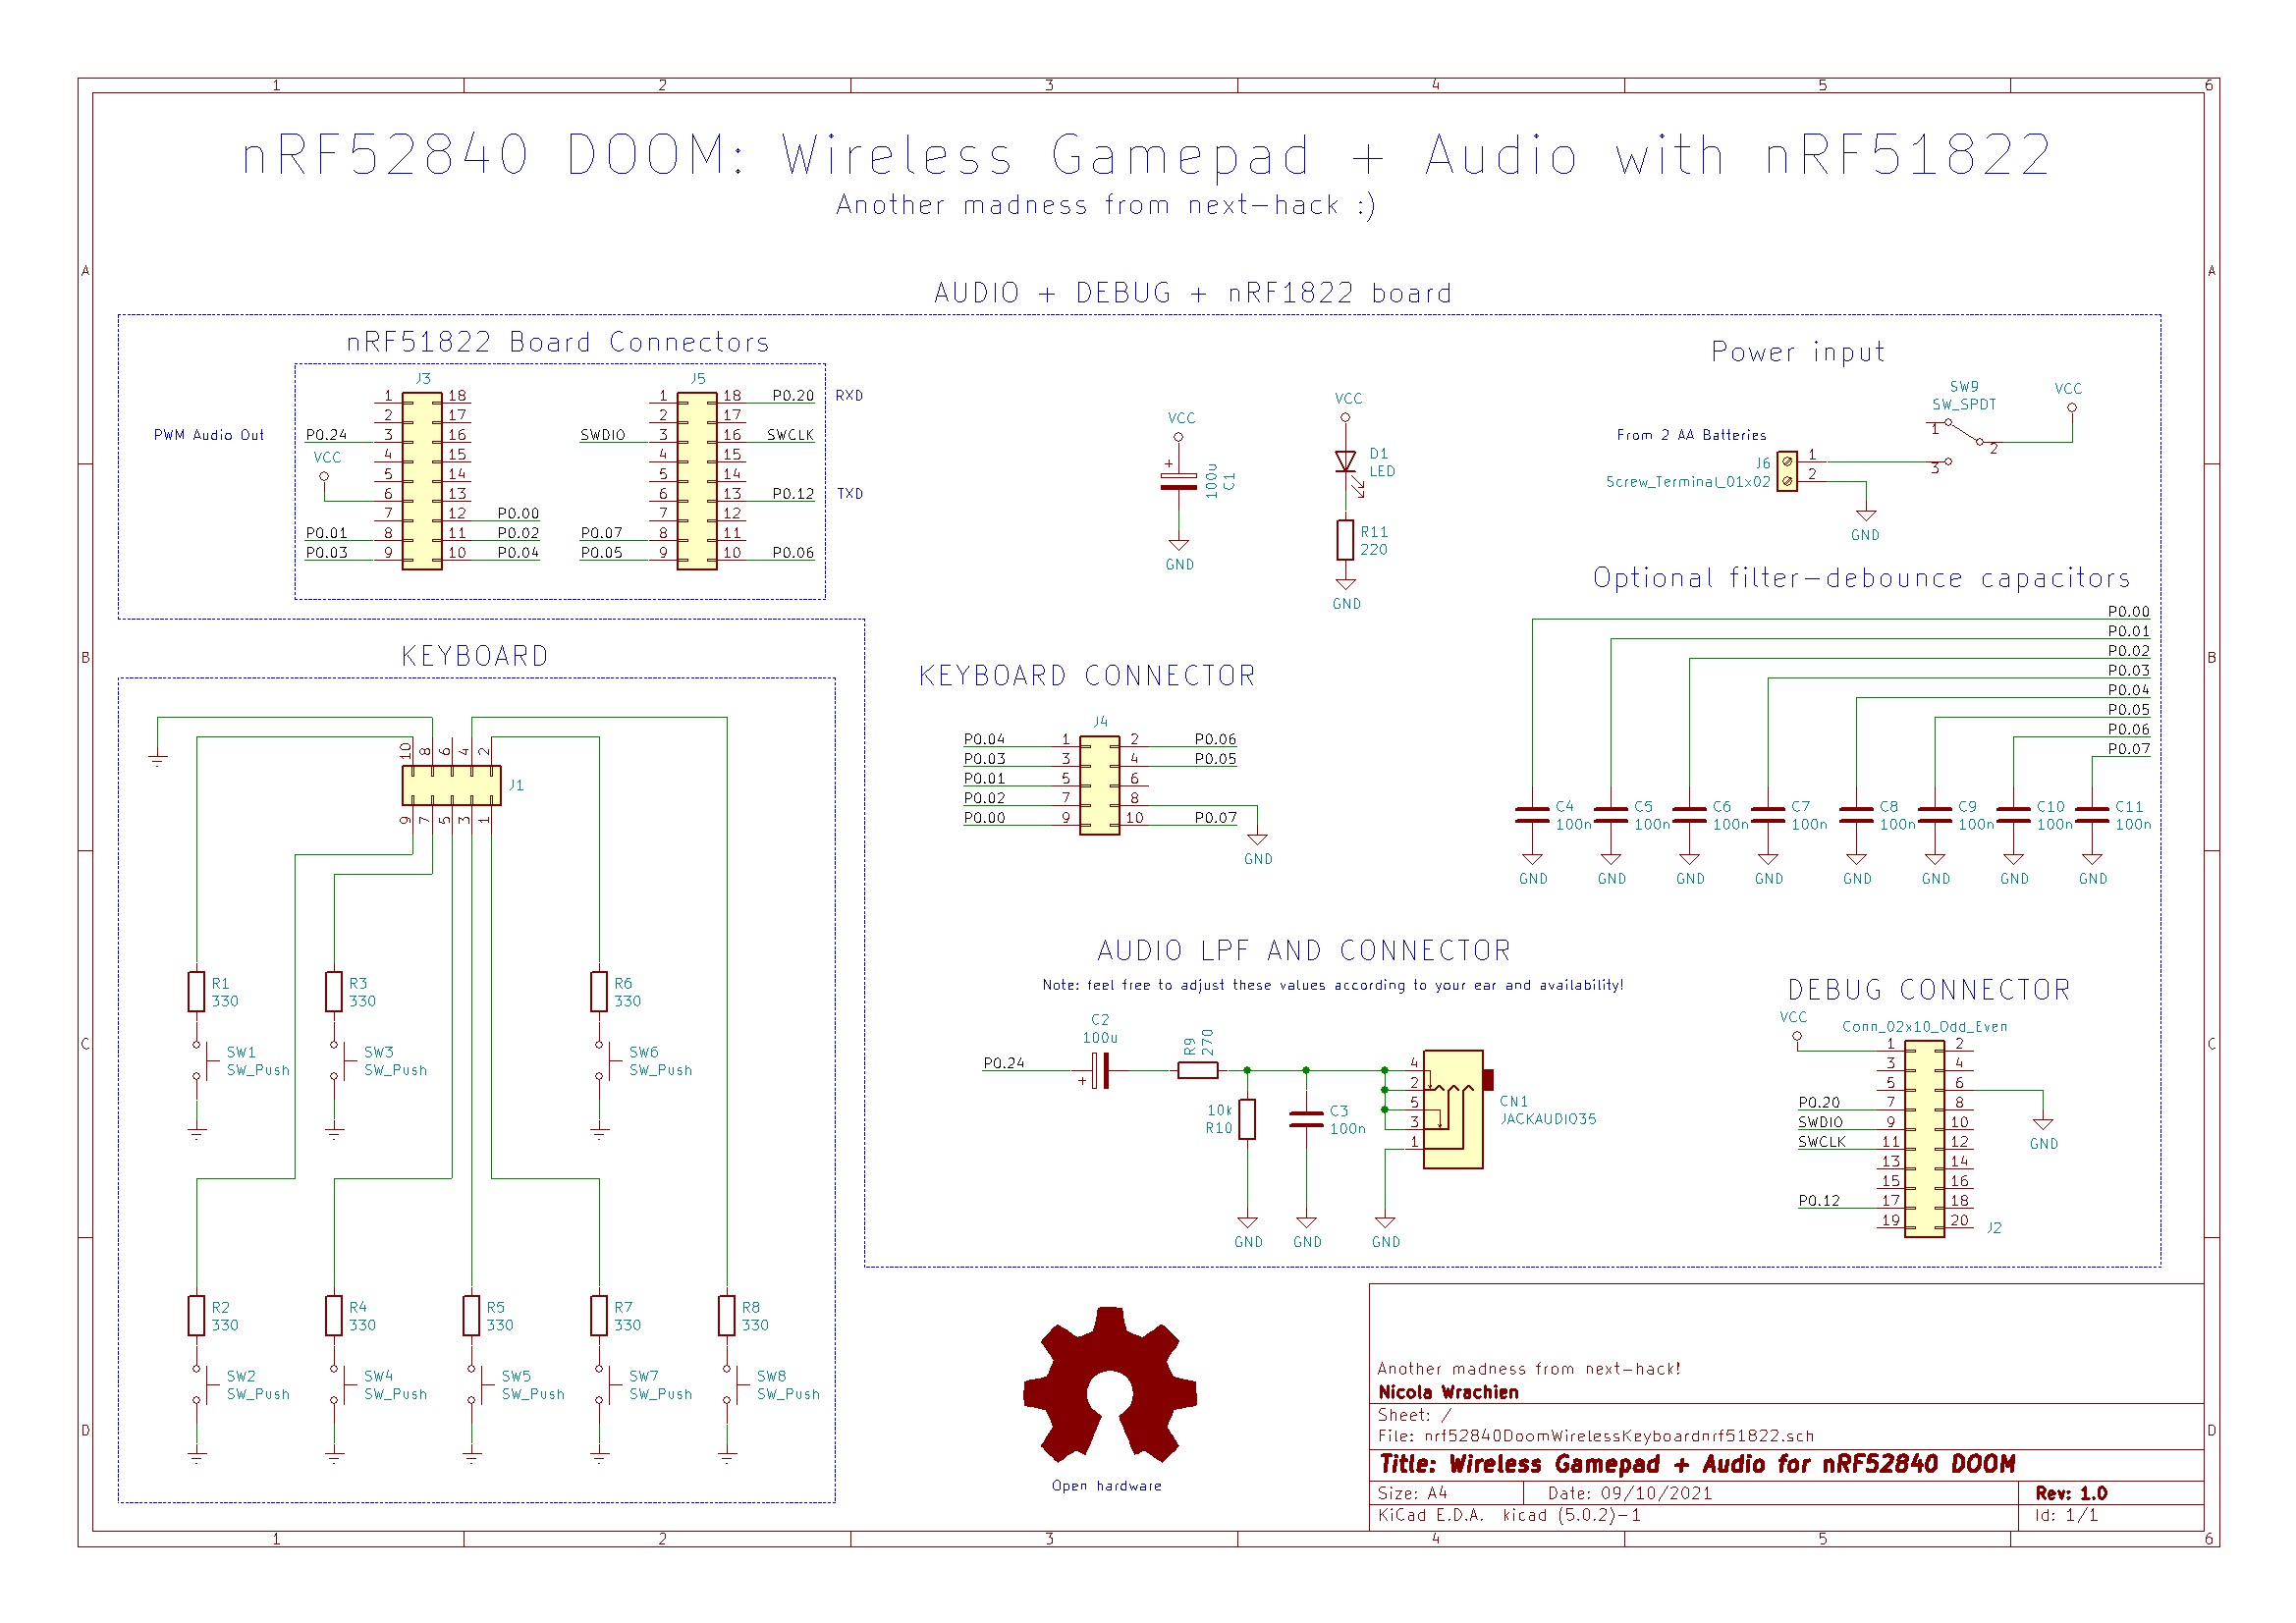 1 2 3 4 5 6
nRF52840 DOOM: Wireless Gamepad + Audio with nRF51822
Another madness from next-hack :)
A A
AUDIO + DEBUG + nRF1822 board
nRF51822 Board Connectors
J3
1 18
2 17
PWM Audio Out P0.24 3 16
VCC 4 15
5 14
6 13
7 12 P0.00
P0.01 8 11 P0.02
P0.03 9 10 P0.04
J5
1 18 P0.20 RXD
2 17
SWDIO 3 16 SWCLK
4 15
5 14
6 13 P0.12 TXD
7 12
P0.07 8 11
P0.05 9 10 P0.06
VCC
+
100u
C1
GND
VCC
D1
LED
R11
220
GND
Power input
SW9
SW_SPDT
VCC
From 2 AA Batteries
1
2
3
J6 1
Screw_Terminal_01x02 2
GND
Optional filter-debounce capacitors
P0.00
P0.01
P0.02
P0.03
P0.04
P0.05
P0.06
P0.07
C4 C5 C6 C7 C8 C9 C10 C11
100n 100n 100n 100n 100n 100n 100n 100n
GND GND GND GND GND GND GND GND
B B
KEYBOARD
10 8 6 4 2
J1
9 7 5 3 1
R1 R3 R6
330 330 330
SW1 SW3 SW6
SW_Push SW_Push SW_Push
R2 R4 R5 R7 R8
330 330 330 330 330
SW2 SW4 SW5 SW7 SW8
SW_Push SW_Push SW_Push SW_Push SW_Push
KEYBOARD CONNECTOR
J4
P0.04 1 2 P0.06
P0.03 3 4 P0.05
P0.01 5 6
P0.02 7 8
P0.00 9 10 P0.07
GND
C C
AUDIO LPF AND CONNECTOR
Note: feel free to adjust these values according to your ear and availability!
C2
100u
P0.24
+
R9
270
10k
R10
C3
100n
4
2
5
3
1
CN1
JACKAUDIO35
GND GND GND
DEBUG CONNECTOR
VCC
Conn_02x10_Odd_Even
1 2
3 4
5 6
P0.20 7 8
SWDIO 9 10
SWCLK 11 12
13 14
15 16
P0.12 17 18
19 20
J2
GND
D D
Open hardware
Another madness from next-hack!
Nicola Wrachien
Sheet: /
File: nrf52840DoomWirelessKeyboardnrf51822.sch
Title: Wireless Gamepad + Audio for nRF52840 DOOM
Size: A4 Date: 09/10/2021 Rev: 1.0
KiCad E.D.A. kicad (5.0.2)-1 Id: 1/1
1 2 3 4 5 6